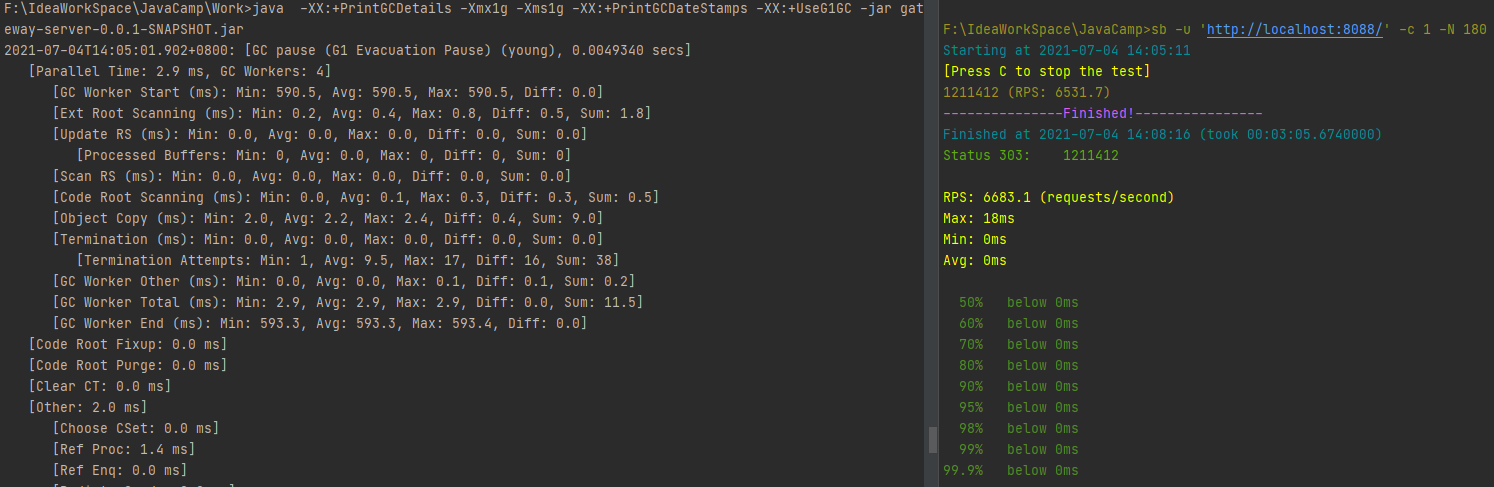 F:\IdeaWorkSpace\JavaCamp\Work>java  -XX:+PrintGCDetails -Xmx1g -Xms1g -XX:+PrintGCDateStamps -XX:+UseG1GC -jar gat
eway-server-0.0.1-SNAPSHOT.jar
2021-07-04T14:05:01.902+0800: [GC pause (G1 Evacuation Pause) (young), 0.0049340 secs]
   [Parallel Time: 2.9 ms, GC Workers: 4]
      [GC Worker Start (ms): Min: 590.5, Avg: 590.5, Max: 590.5, Diff: 0.0]
      [Ext Root Scanning (ms): Min: 0.2, Avg: 0.4, Max: 0.8, Diff: 0.5, Sum: 1.8]
      [Update RS (ms): Min: 0.0, Avg: 0.0, Max: 0.0, Diff: 0.0, Sum: 0.0]
         [Processed Buffers: Min: 0, Avg: 0.0, Max: 0, Diff: 0, Sum: 0]
      [Scan RS (ms): Min: 0.0, Avg: 0.0, Max: 0.0, Diff: 0.0, Sum: 0.0]
      [Code Root Scanning (ms): Min: 0.0, Avg: 0.1, Max: 0.3, Diff: 0.3, Sum: 0.5]
      [Object Copy (ms): Min: 2.0, Avg: 2.2, Max: 2.4, Diff: 0.4, Sum: 9.0]
      [Termination (ms): Min: 0.0, Avg: 0.0, Max: 0.0, Diff: 0.0, Sum: 0.0]
         [Termination Attempts: Min: 1, Avg: 9.5, Max: 17, Diff: 16, Sum: 38]
      [GC Worker Other (ms): Min: 0.0, Avg: 0.0, Max: 0.1, Diff: 0.1, Sum: 0.2]
      [GC Worker Total (ms): Min: 2.9, Avg: 2.9, Max: 2.9, Diff: 0.0, Sum: 11.5]
      [GC Worker End (ms): Min: 593.3, Avg: 593.3, Max: 593.4, Diff: 0.0]
   [Code Root Fixup: 0.0 ms]
   [Code Root Purge: 0.0 ms]
   [Clear CT: 0.0 ms]
   [Other: 2.0 ms]
      [Choose CSet: 0.0 ms]
      [Ref Proc: 1.4 ms]
      [Ref Enq: 0.0 ms]
F:\IdeaWorkSpace\JavaCamp>sb -u 'http://localhost:8088/' -c 1 -N 180
Starting at 2021-07-04 14:05:11
[Press C to stop the test]
1211412 (RPS: 6531.7)
---------------Finished!----------------
Finished at 2021-07-04 14:08:16 (took 00:03:05.6740000)
Status 303:    1211412
RPS: 6683.1 (requests/second)
Max: 18ms
Min: 0ms
Avg: 0ms
  50%   below 0ms
  60%   below 0ms
  70%   below 0ms
  80%   below 0ms
  90%   below 0ms
  95%   below 0ms
  98%   below 0ms
  99%   below 0ms
99.9%   below 0ms